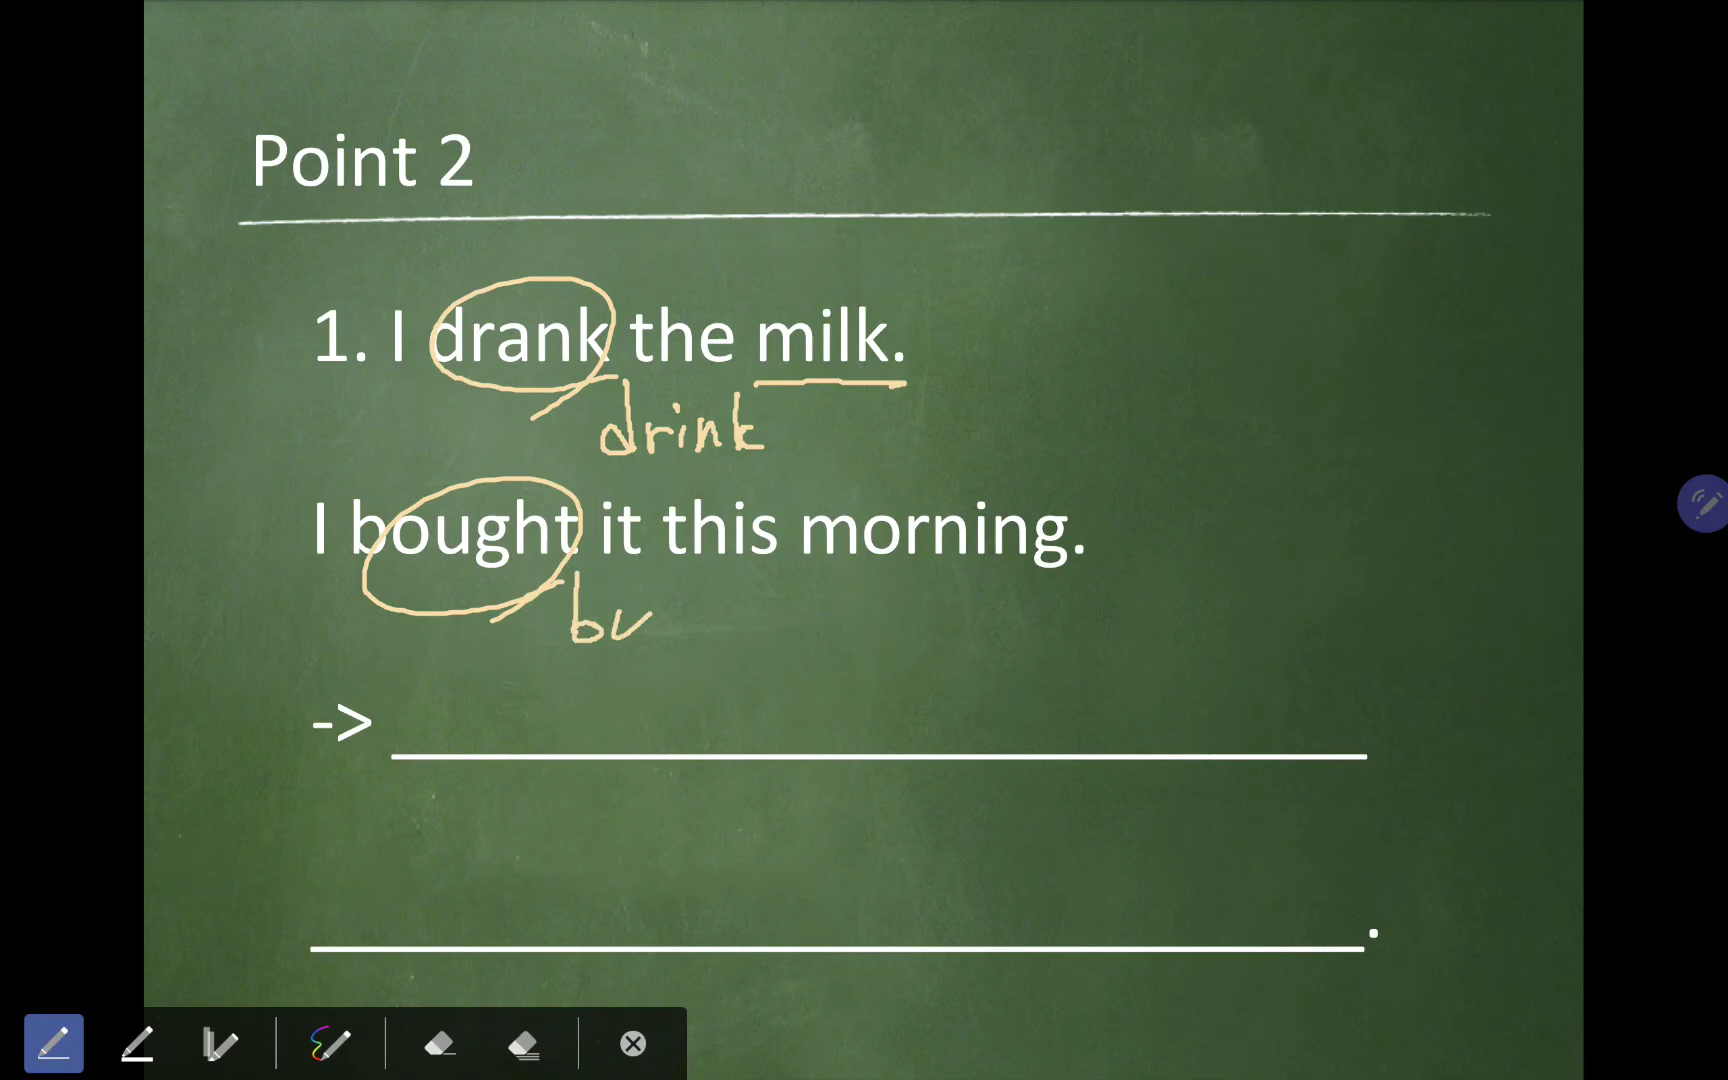 Point 2
1. I drank the milk.
drink
I bought it this morning.
bu
->
.